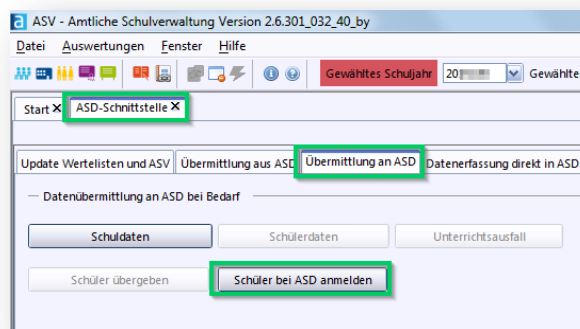 ASV - Amtliche Schulverwaltung Version 2.6.301_032_40_by
Datei Auswertungen Fenster Hilfe
Gewähltes Schuljahr 20 Gewählte
Start X ASD-Schnittstelle X
Update Wertelisten und ASV Übermittlung aus ASD Übermittlung an ASD Datenerfassung direkt in ASD
Datenübermittlung an ASD bei Bedarf
Schuldaten Schülerdaten Unterrichtsausfall
Schüler übergeben Schüler bei ASD anmelden